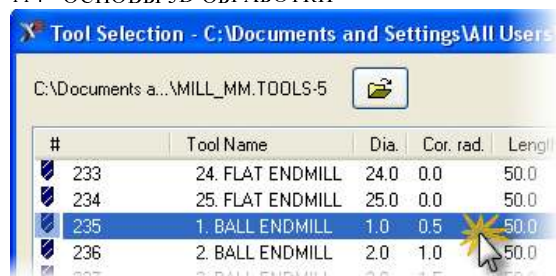 Tool Selection - C:\Documents and Settings\All Users
C:\Documents a...\MILL_MM.TOOLS-5
# Tool Name Dia. Cor. rad. Lengt
233 24. FLAT ENDMILL 24.0 0.0 50.0
234 25. FLAT ENDMILL 25.0 0.0 50.0
235 1. BALL ENDMILL 1.0 0.5 50.0
236 2. BALL ENDMILL 2.0 1.0 50.0